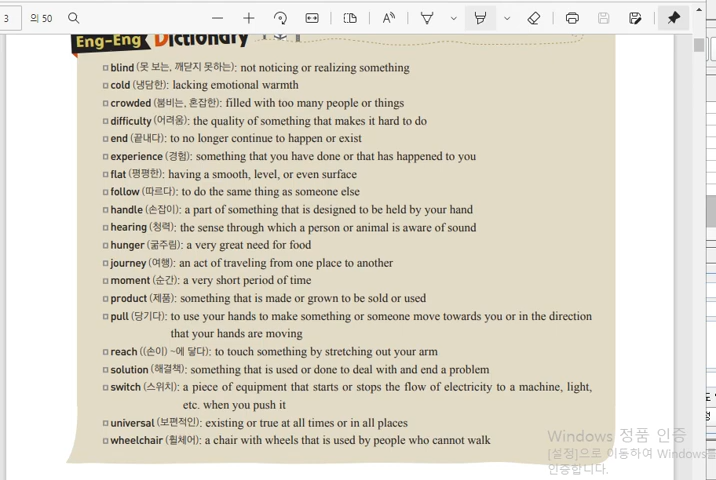 3 의 50
Eng-Eng Dictionary
blind (못 보는, 깨닫지 못하는): not noticing or realizing something
cold (냉담한): lacking emotional warmth
crowded (붐비는, 혼잡한): filled with too many people or things
difficulty (어려움): the quality of something that makes it hard to do
end (끝내다): to no longer continue to happen or exist
experience (경험): something that you have done or that has happened to you
flat (평평한): having a smooth, level, or even surface
follow (따르다): to do the same thing as someone else
handle (손잡이): a part of something that is designed to be held by your hand
hearing (청력): the sense through which a person or animal is aware of sound
hunger (굶주림): a very great need for food
journey (여행): an act of traveling from one place to another
moment (순간): a very short period of time
product (제품): something that is made or grown to be sold or used
pull (당기다): to use your hands to make something or someone move towards you or in the direction
that your hands are moving
reach ((손이) ~에 닿다): to touch something by stretching out your arm
solution (해결책): something that is used or done to deal with and end a problem
switch (스위치): a piece of equipment that starts or stops the flow of electricity to a machine, light,
etc. when you push it
universal (보편적인): existing or true at all times or in all places
wheelchair (휠체어): a chair with wheels that is used by people who cannot walk
Windows 정품 인증
[설정]으로 이동하여 Windows를
인증합니다.